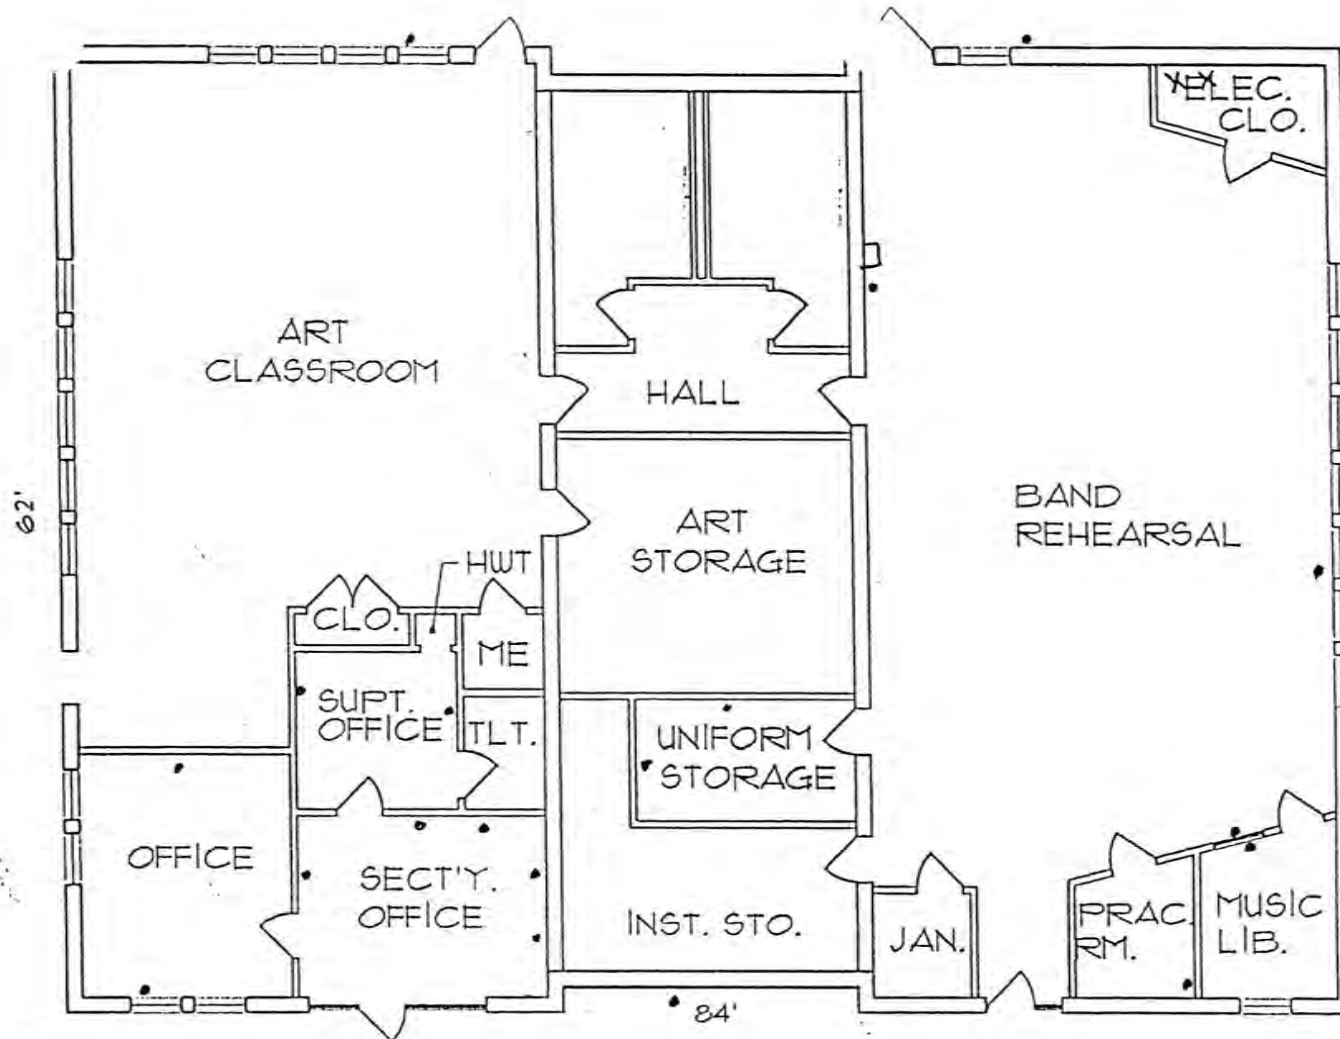 ELEC.
CLO.
ART
CLASSROOM
HALL
62'
ART
STORAGE
BAND
REHEARSAL
HWT
CLO.
ME
SUPT.
OFFICE
TLT.
UNIFORM
STORAGE
OFFICE
SECT'Y.
OFFICE
INST. STO.
JAN.
PRAC.
RM.
MUSIC
LIB.
84'